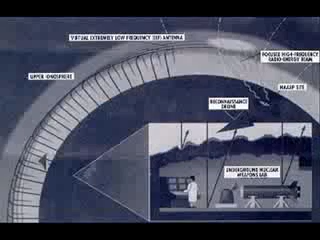 VIRTUAL EXTREMELY LOW FREQUENCY (ELF) ANTENNA
FOCUSED HIGH-FREQUENCY
RADIO-ENERGY BEAM
UPPER IONOSPHERE
HAARP SITE
RECONNAISSANCE
DRONE
UNDERGROUND NUCLEAR
WEAPONS LAB